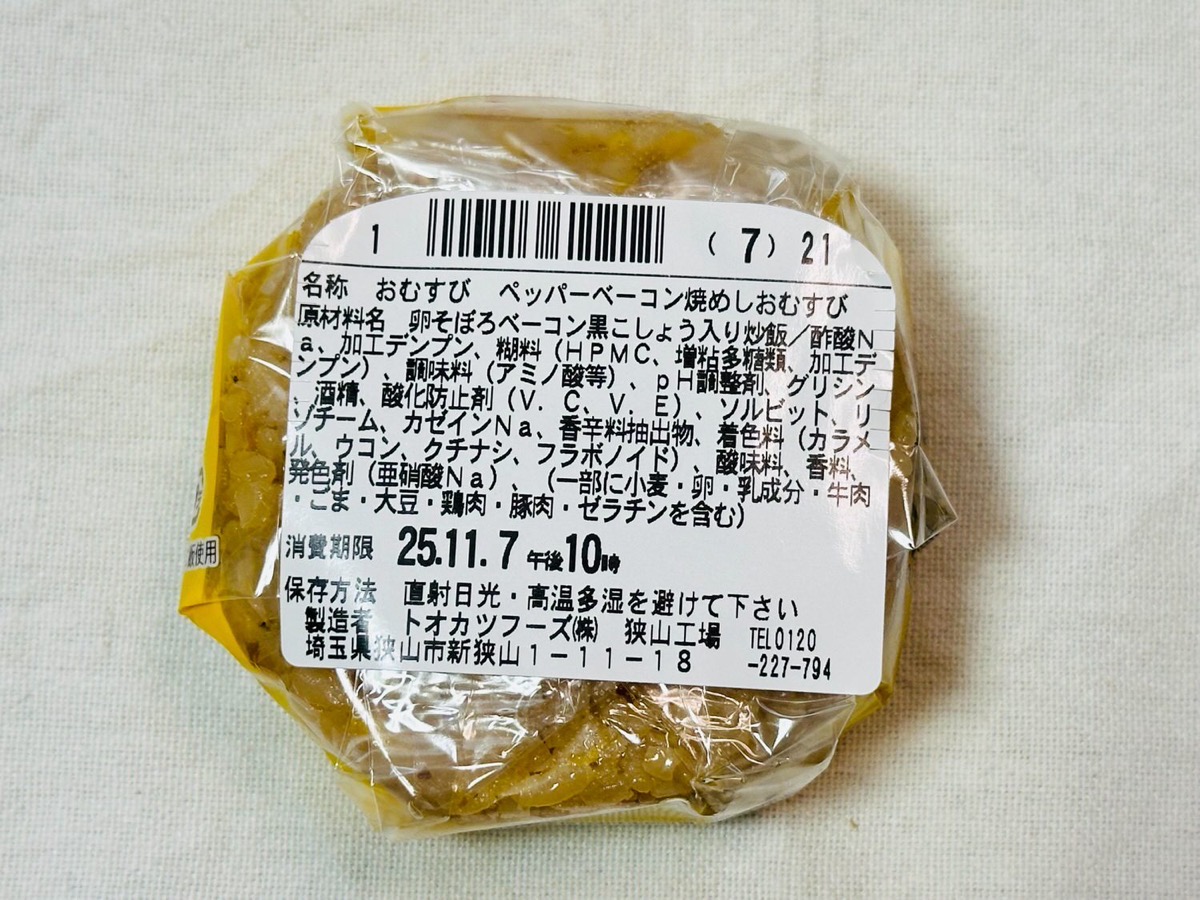 1 (7) 21
名称 おむすび ペッパーベーコン焼めしおむすび
原材料名 卵そぼろベーコン黒こしょう入り炒飯／酢酸N
a、加工デンプン、糊料(HPMC、増粘多糖類、加工デ
ンプン)、調味料(アミノ酸等)、pH調整剤、グリシン
、酒精、酸化防止剤(V．C、V．E)、ソルビット、リ
ゾチーム、カゼインNa、香辛料抽出物、着色料(カラメ
ル、ウコン、クチナシ、フラボノイド)、酸味料、香料、
発色剤(亜硝酸Na)、(一部に小麦・卵・乳成分・牛肉
・ごま・大豆・鶏肉・豚肉・ゼラチンを含む)
消費期限 25.11.7 午後10時
保存方法 直射日光・高温多湿を避けて下さい
製造者 トオカツフーズ㈱ 狭山工場 TEL0120
埼玉県狭山市新狭山1－11－18 -227-794
使用